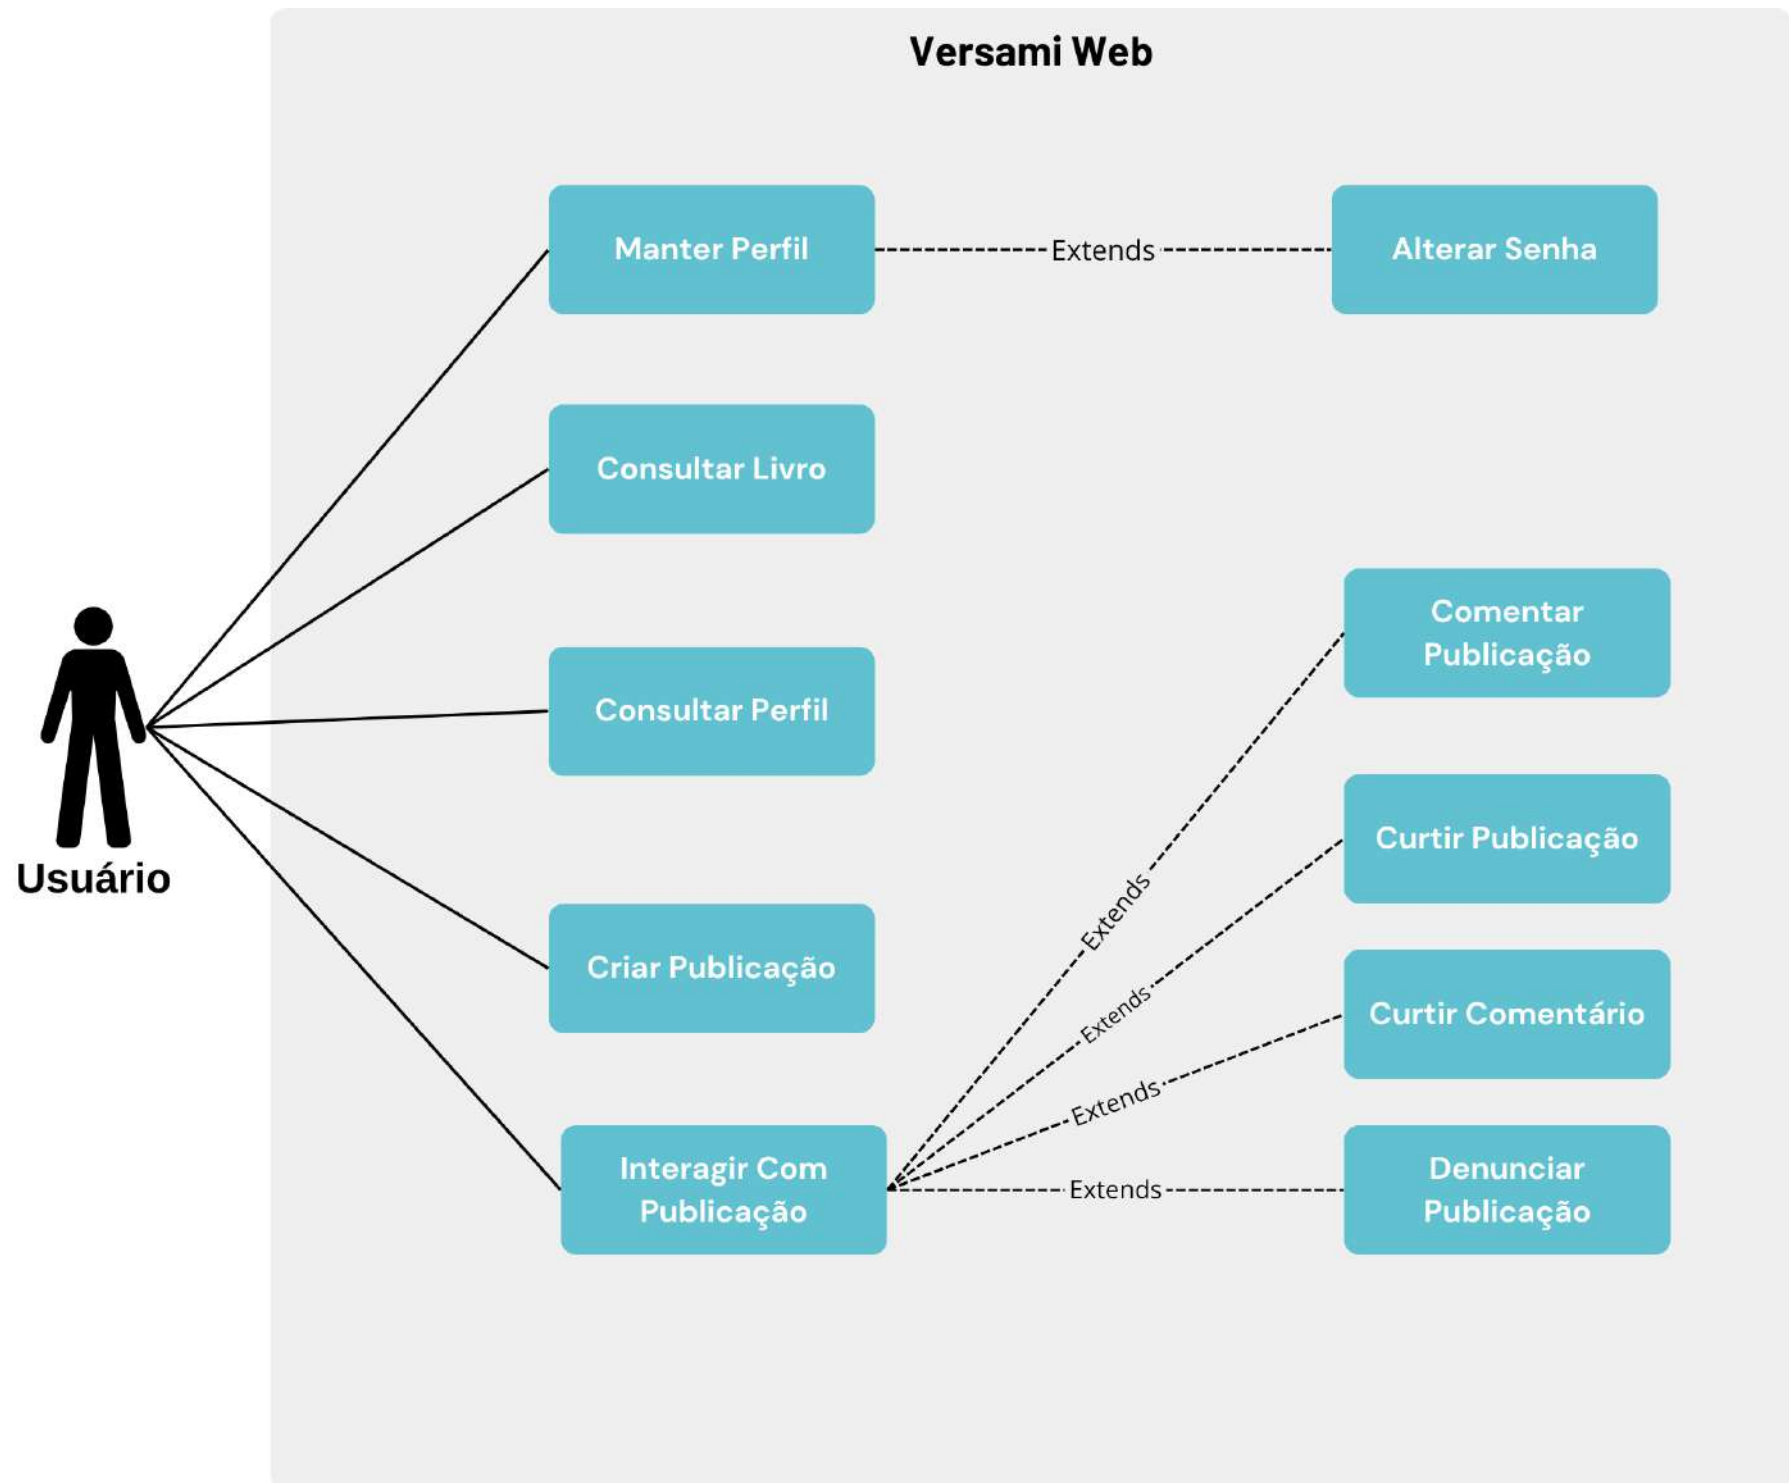 Versami Web
Manter Perfil
Extends
Alterar Senha
Consultar Livro
Comentar
Publicação
Consultar Perfil
Curtir Publicação
Usuário
Extends
Criar Publicação
Extends
Curtir Comentário
Extends
Interagir Com
Publicação
Extends
Denunciar
Publicação